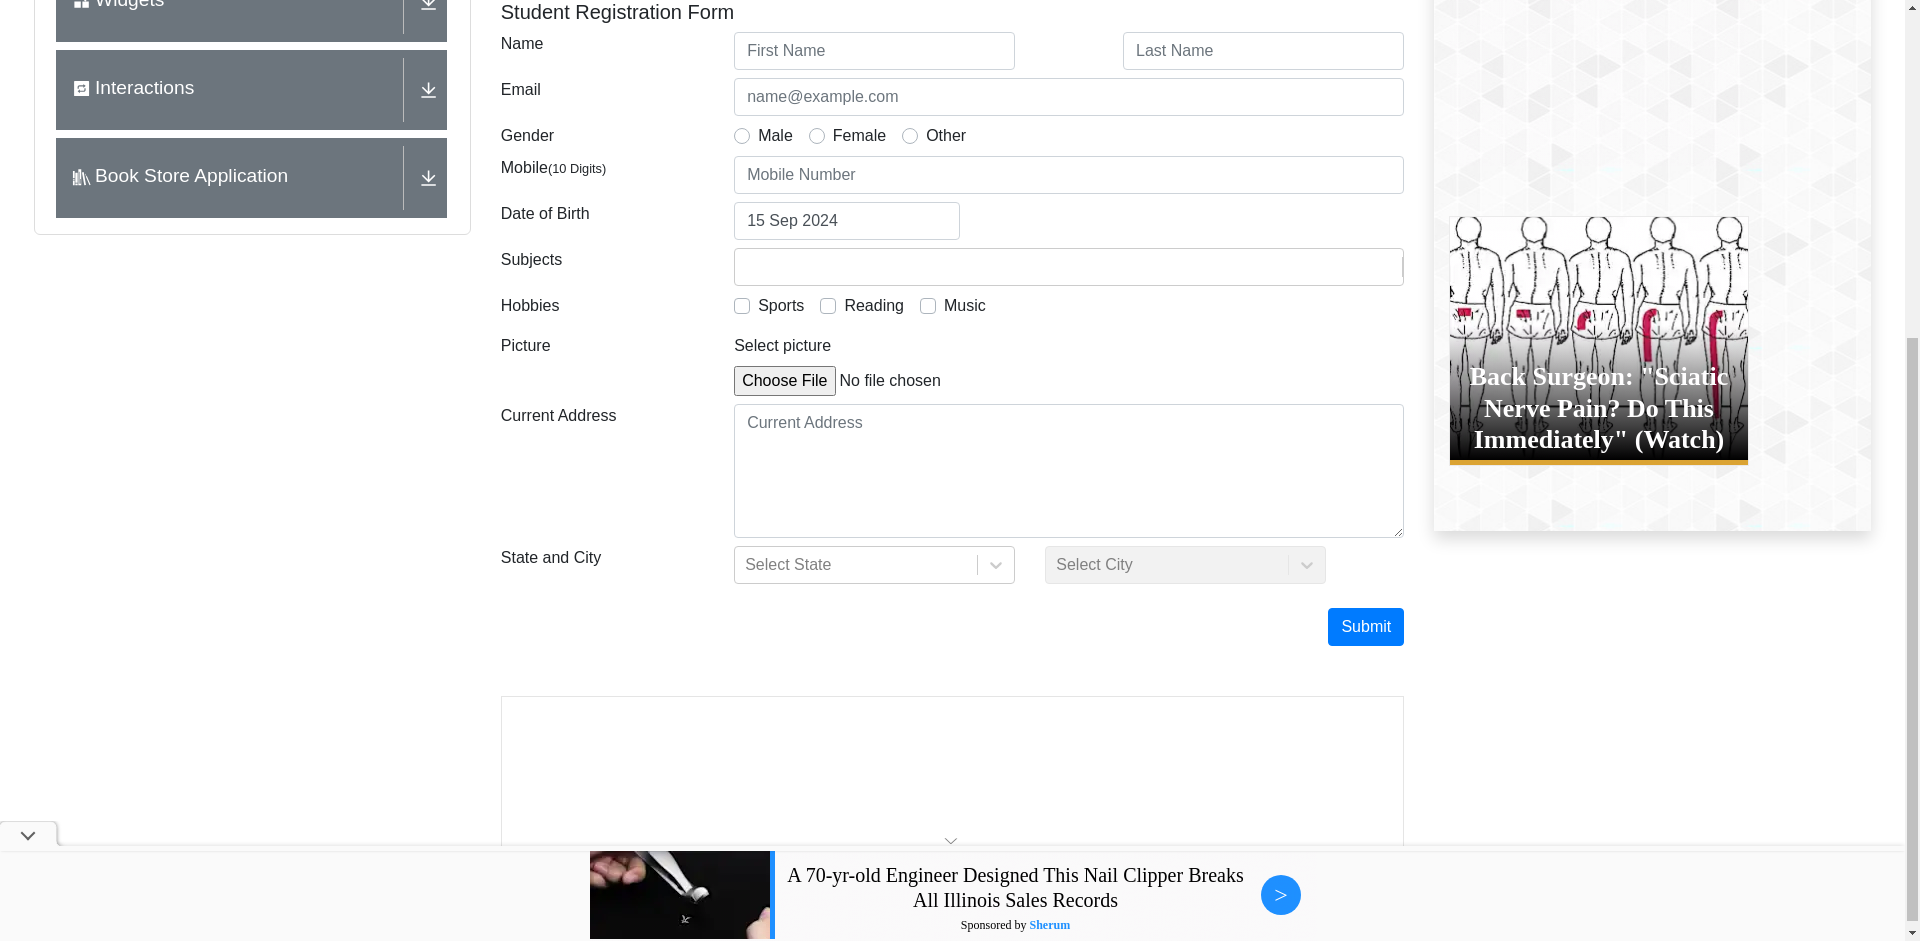 Widgets
Interactions
Book Store Application
Student Registration Form
Name
First Name
Last Name
Email
name@example.com
Gender
Male
Female
Other
Mobile(10 Digits)
Mobile Number
Date of Birth
15 Sep 2024
Subjects
Hobbies
Sports
Reading
Music
Picture
Select picture
Choose File No file chosen
Current Address
Current Address
State and City
Select State
Select City
Submit
Back Surgeon: "Sciatic
Nerve Pain? Do This
Immediately" (Watch)
A 70-yr-old Engineer Designed This Nail Clipper Breaks
All Illinois Sales Records
Sponsored by Sherum
>